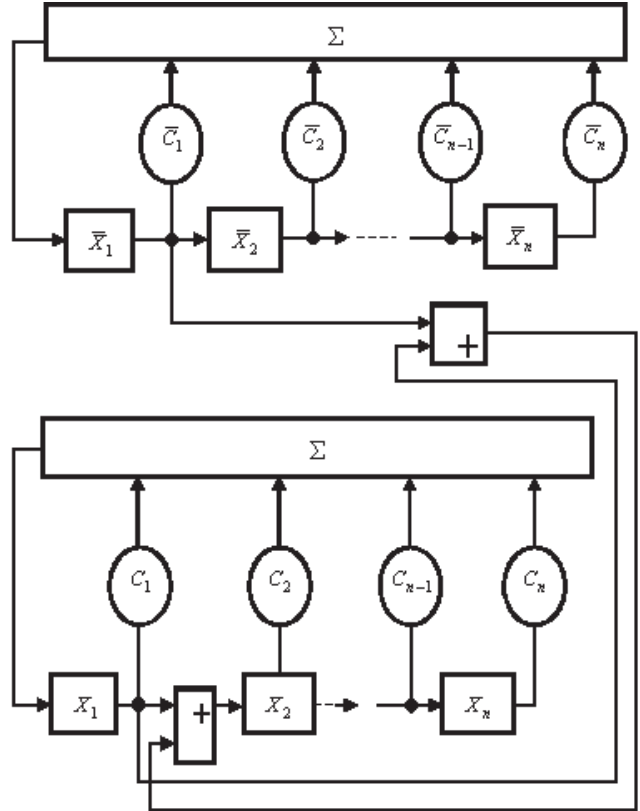 Σ
C̅₁ C̅₂ C̅ₙ₋₁ C̅ₙ
X̅₁ X̅₂ X̅ₙ
+
Σ
C₁ C₂ Cₙ₋₁ Cₙ
X₁ + X₂ Xₙ